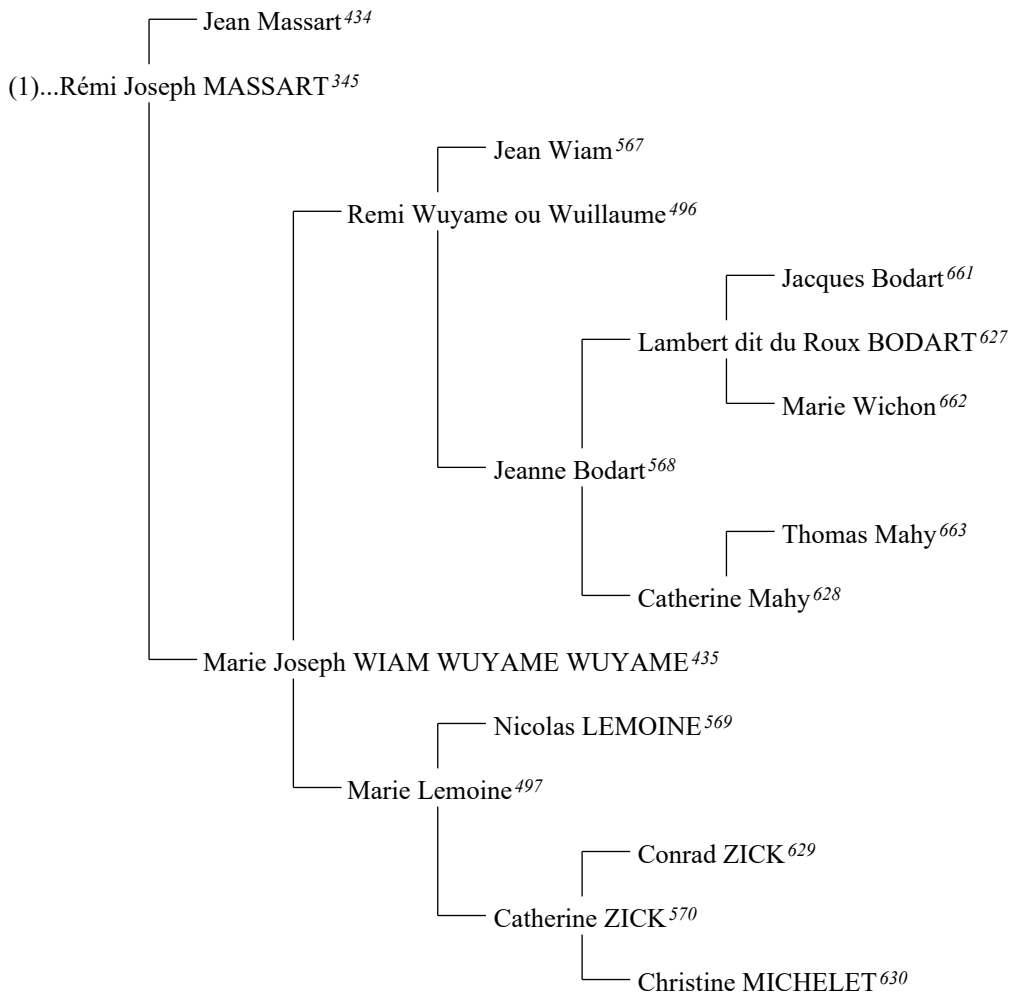 Jean Massart434
(1)...Rémi Joseph MASSART345
Jean Wiam567
Remi Wuyame ou Wuillaume496
Jacques Bodart661
Lambert dit du Roux BODART627
Marie Wichon662
Jeanne Bodart568
Thomas Mahy663
Catherine Mahy628
Marie Joseph WIAM WUYAME WUYAME435
Nicolas LEMOINE569
Marie Lemoine497
Conrad ZICK629
Catherine ZICK570
Christine MICHELET630